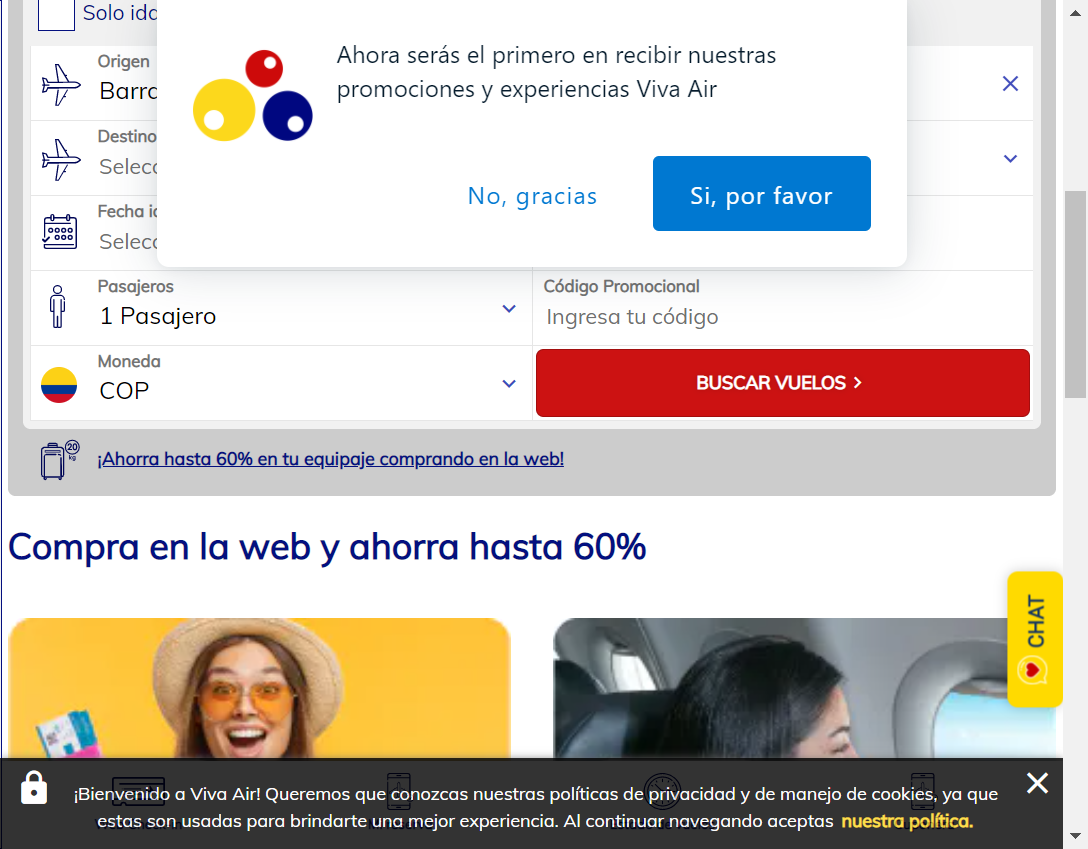 Solo ida
Ahora serás el primero en recibir nuestras
promociones y experiencias Viva Air
No, gracias
Si, por favor
Origen
Barra
Destino
Selecc
Fecha id
Selecc
Pasajeros
1 Pasajero
Código Promocional
Ingresa tu código
Moneda
COP
BUSCAR VUELOS >
20
kg
¡Ahorra hasta 60% en tu equipaje comprando en la web!
Compra en la web y ahorra hasta 60%
CHAT
¡Bienvenido a Viva Air! Queremos que conozcas nuestras políticas de privacidad y de manejo de cookies, ya que
estas son usadas para brindarte una mejor experiencia. Al continuar navegando aceptas nuestra política.